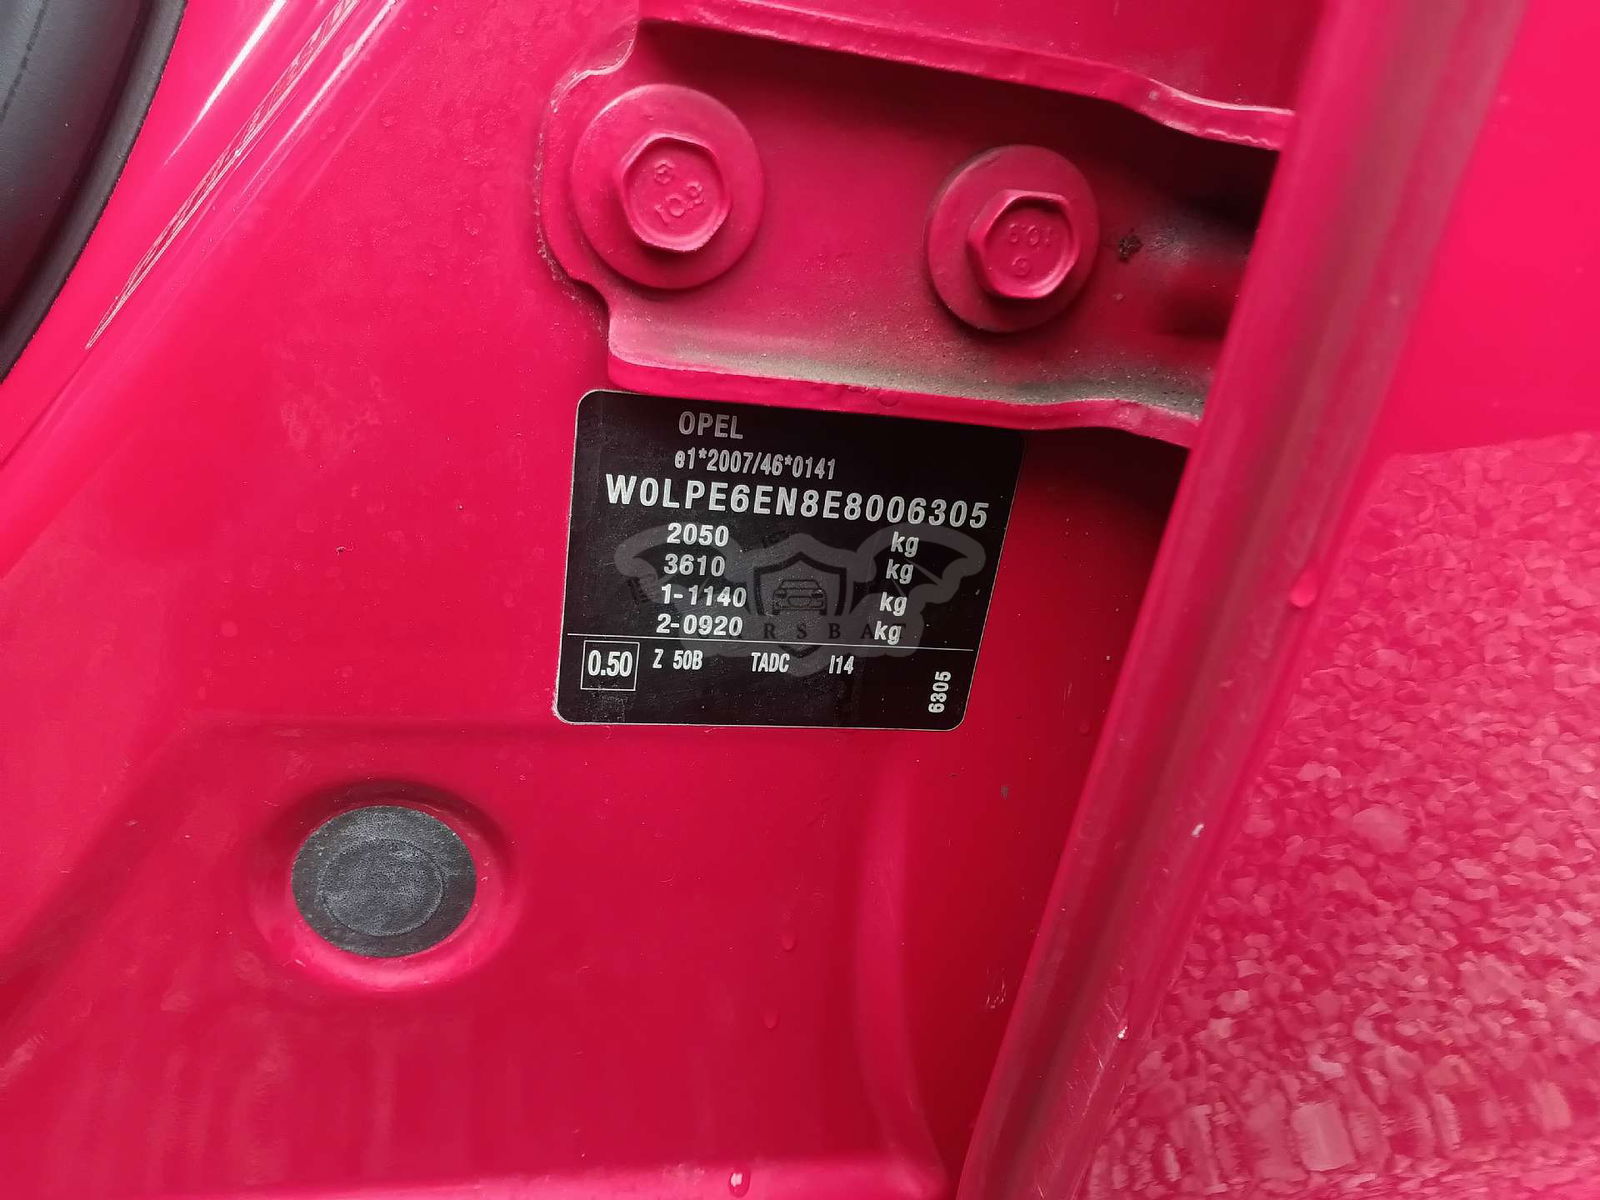 OPEL
e1*2007/46*0141
W0LPE6EN8E8006305
2050 kg
3610 kg
1-1140 kg
2-0920 kg
0.50 Z 50B TADC I14
6305